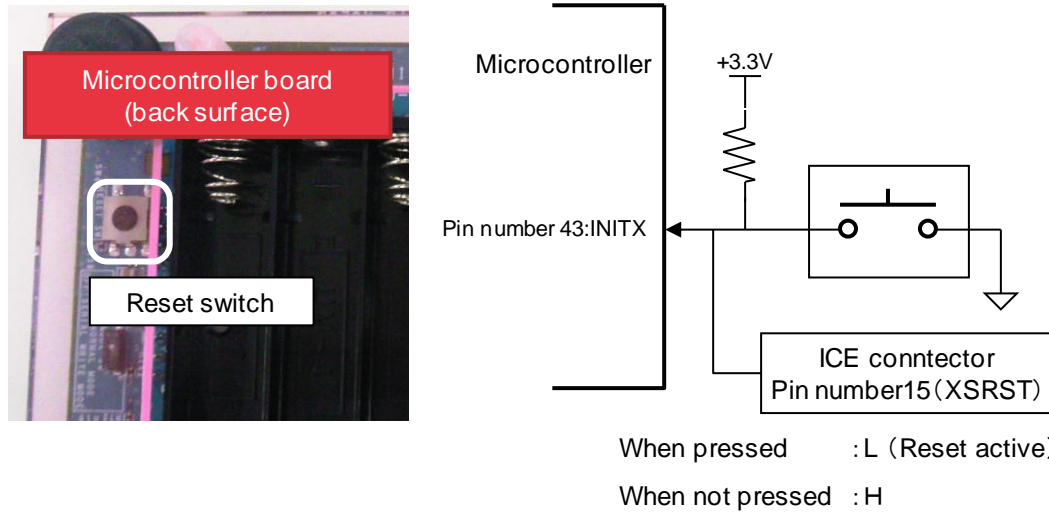 Microcontroller board
(back surface)
Reset switch
Microcontroller
+3.3V
Pin number 43:INITX
ICE conntector
Pin number15（XSRST）
When pressed :L（Reset active）
When not pressed :H